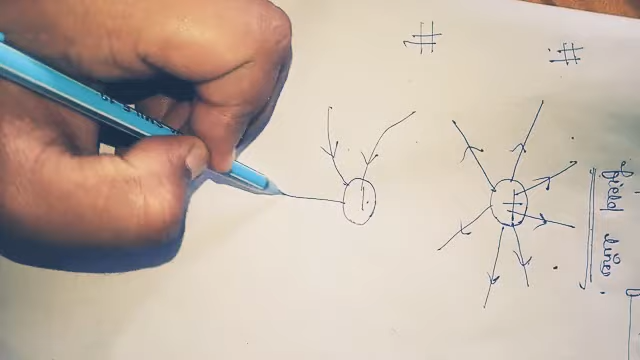 field lines.
#
+
#
-